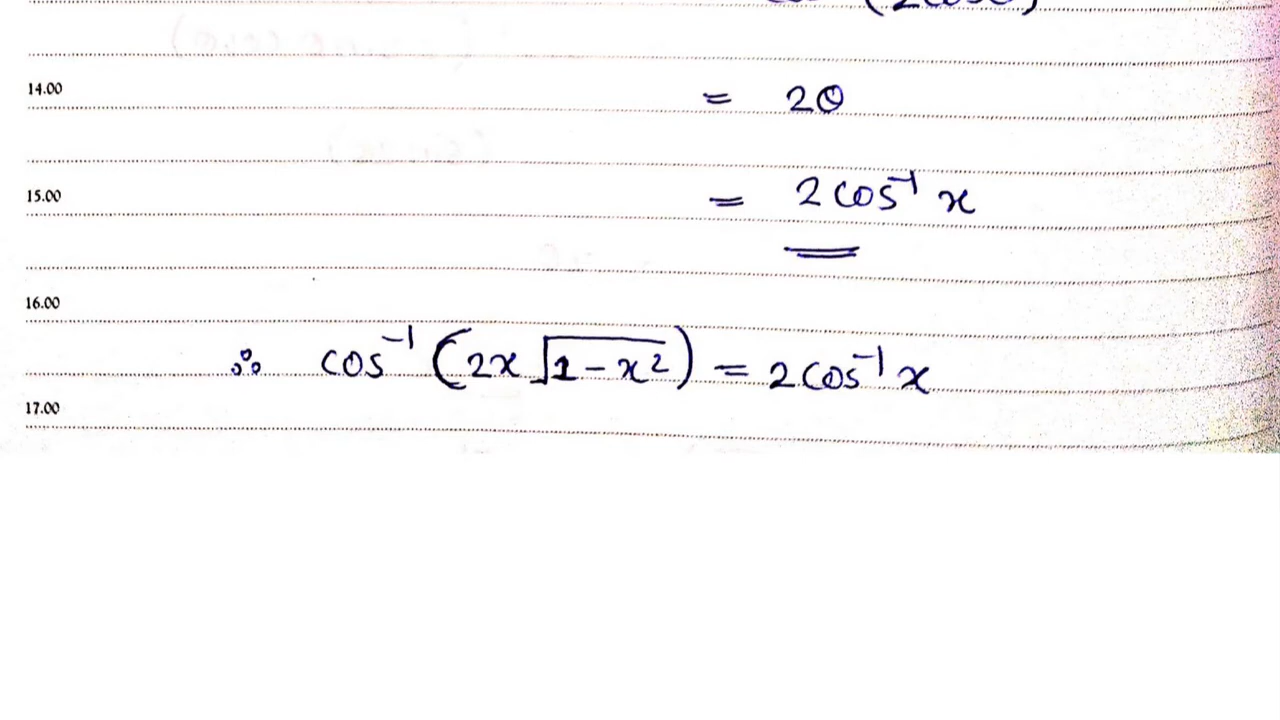 14.00
= 2θ
15.00
= 2 cos⁻¹ x
16.00
∴ cos⁻¹ (2x √1 - x²) = 2 cos⁻¹ x
17.00